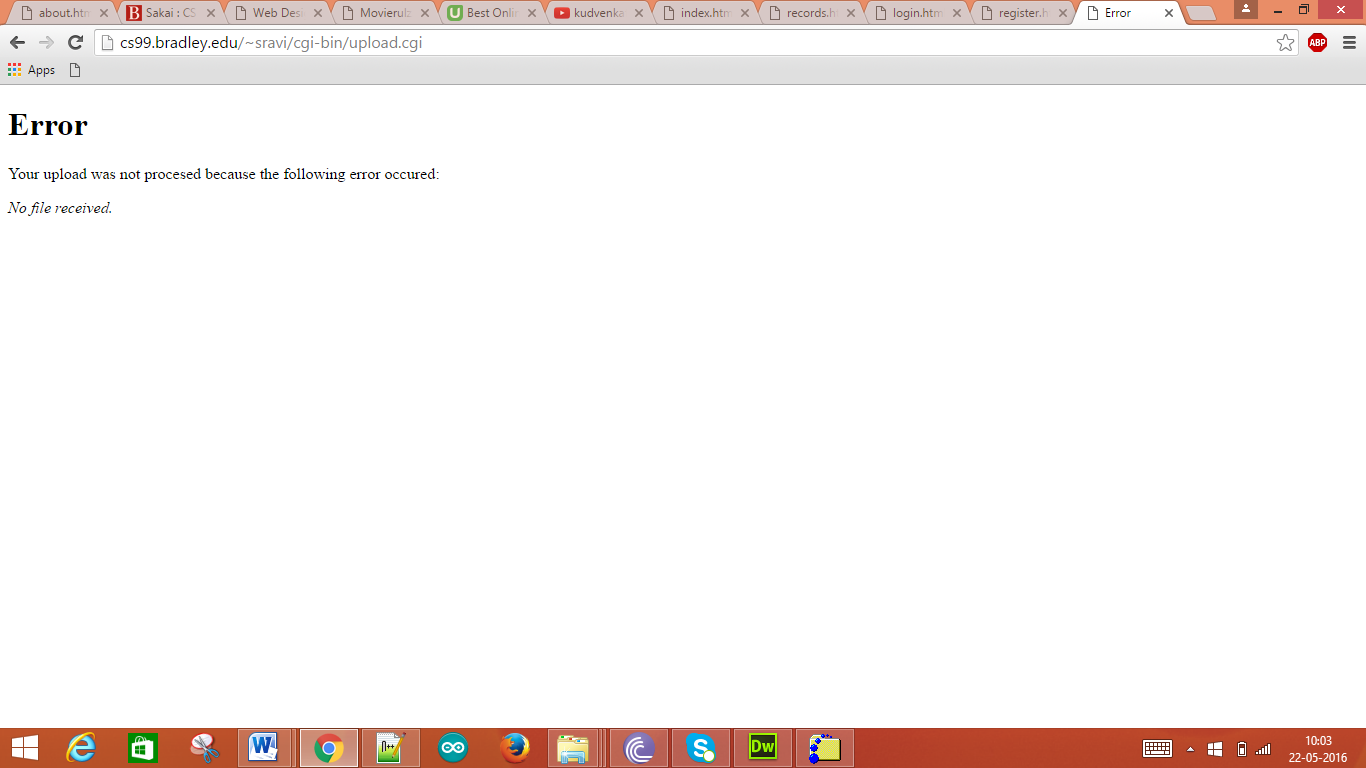 about.htm Sakai : CS Web Desi Movierulz Best Onlin kudvenka index.htm records.h login.htm register.h Error
cs99.bradley.edu/~sravi/cgi-bin/upload.cgi ABP
Apps
Error
Your upload was not procesed because the following error occured:
No file received.
10:03
22-05-2016